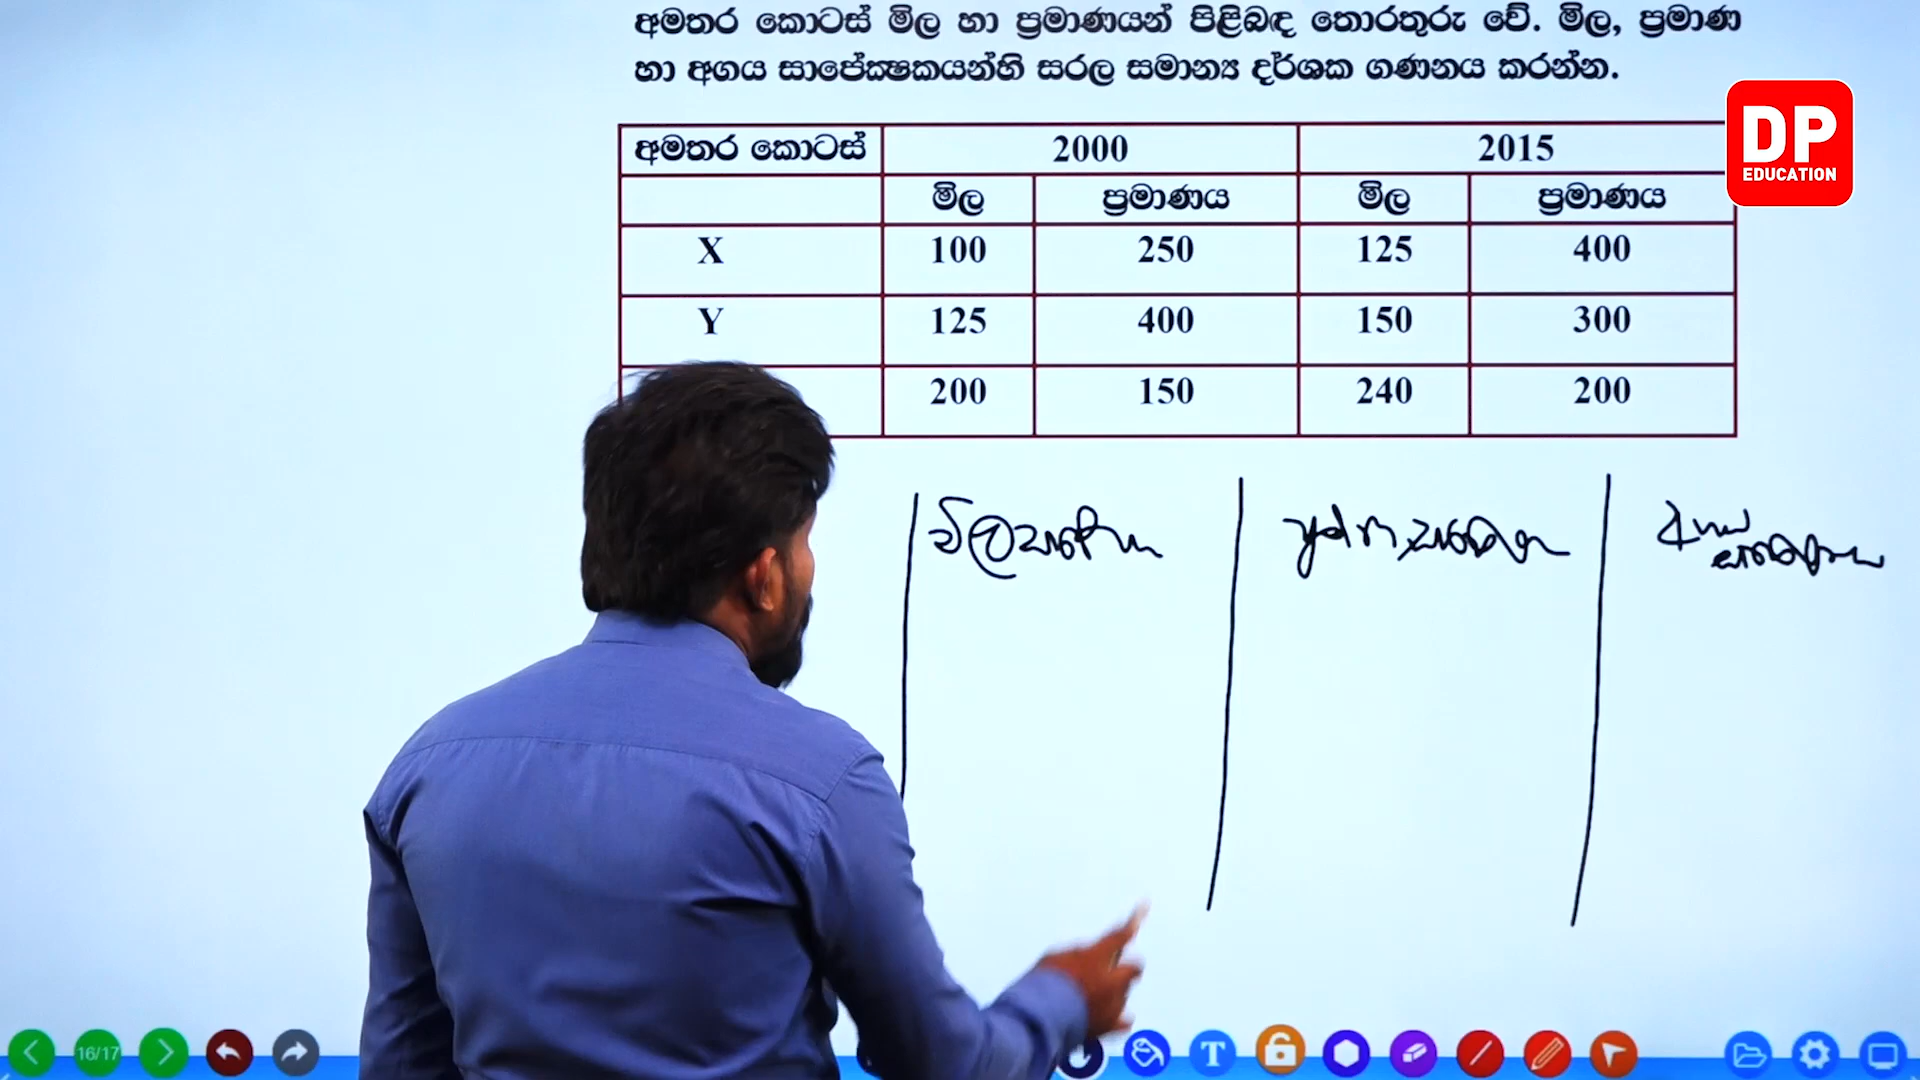 අමතර කොටස් මිල හා ප්‍රමාණයන් පිළිබඳ තොරතුරු වේ. මිල, ප්‍රමාණ
හා අගය සාපේක්ෂකයන්හි සරල සමාන්‍ය දර්ශක ගණනය කරන්න.
DP
EDUCATION
අමතර කොටස් 2000 2015
මිල ප්‍රමාණය මිල ප්‍රමාණය
X 100 250 125 400
Y 125 400 150 300
200 150 240 200
16/17
T